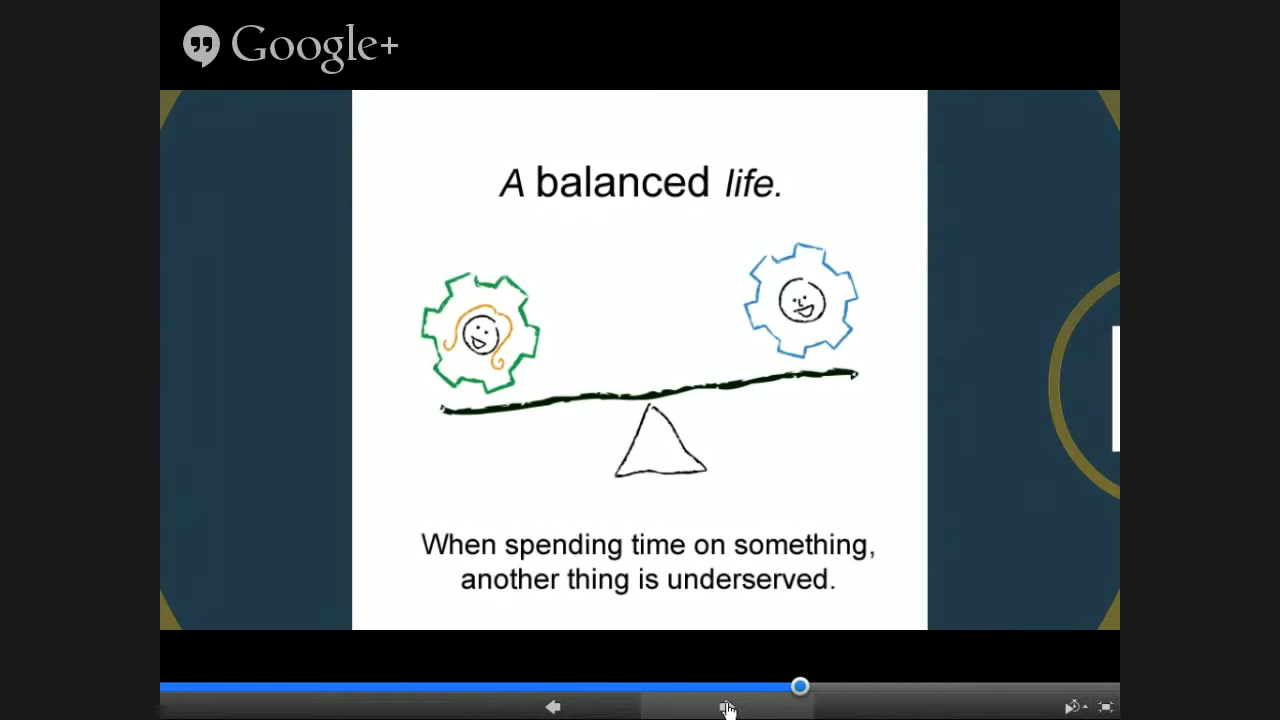 Google+
A balanced life.
When spending time on something,
another thing is underserved.